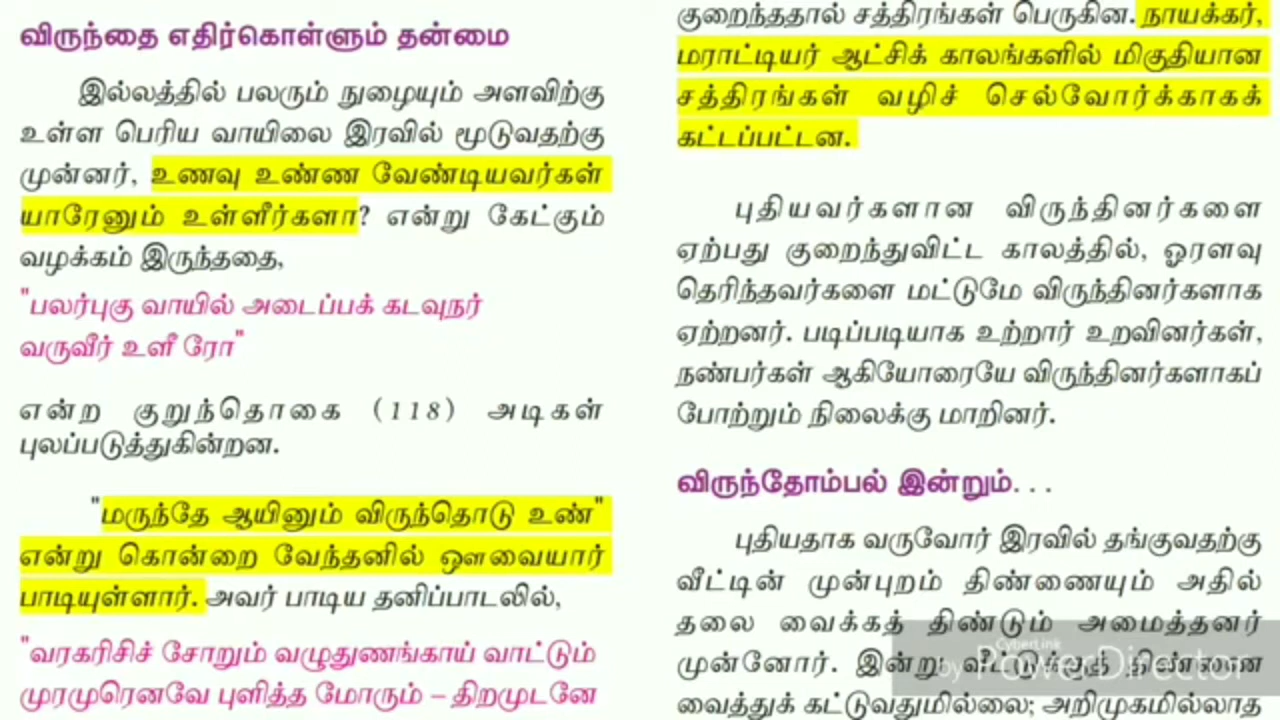 விருந்தை எதிர்கொள்ளும் தன்மை
இல்லத்தில் பலரும் நுழையும் அளவிற்கு
உள்ள பெரிய வாயிலை இரவில் மூடுவதற்கு
முன்னர், உணவு உண்ண வேண்டியவர்கள்
யாரேனும் உள்ளீர்களா? என்று கேட்கும்
வழக்கம் இருந்ததை,
"பலர்புகு வாயில் அடைப்பக் கடவுநர்
வருவீர் உளீ ரோ"
என்ற குறுந்தொகை (118) அடிகள்
புலப்படுத்துகின்றன.
"மருந்தே ஆயினும் விருந்தொடு உண்"
என்று கொன்றை வேந்தனில் ஔவையார்
பாடியுள்ளார். அவர் பாடிய தனிப்பாடலில்,
"வரகரிசிச் சோறும் வழுதுணங்காய் வாட்டும்
முரமுரெனவே புளித்த மோரும் – திறமுடனே
குறைந்ததால் சத்திரங்கள் பெருகின. நாயக்கர்,
மராட்டியர் ஆட்சிக் காலங்களில் மிகுதியான
சத்திரங்கள் வழிச் செல்வோர்க்காகக்
கட்டப்பட்டன.
புதியவர்களான விருந்தினர்களை
ஏற்பது குறைந்துவிட்ட காலத்தில், ஓரளவு
தெரிந்தவர்களை மட்டுமே விருந்தினர்களாக
ஏற்றனர். படிப்படியாக உற்றார் உறவினர்கள்,
நண்பர்கள் ஆகியோரையே விருந்தினர்களாகப்
போற்றும் நிலைக்கு மாறினர்.
விருந்தோம்பல் இன்றும்...
புதியதாக வருவோர் இரவில் தங்குவதற்கு
வீட்டின் முன்புறம் திண்ணையும் அதில்
தலை வைக்கத் திண்டும் அமைத்தனர்
முன்னோர். இன்று வீட்டுக்குத் திண்ணை
வைத்துக் கட்டுவதுமில்லை; அறிமுகமில்லாத
CyberLink
by PowerDirector